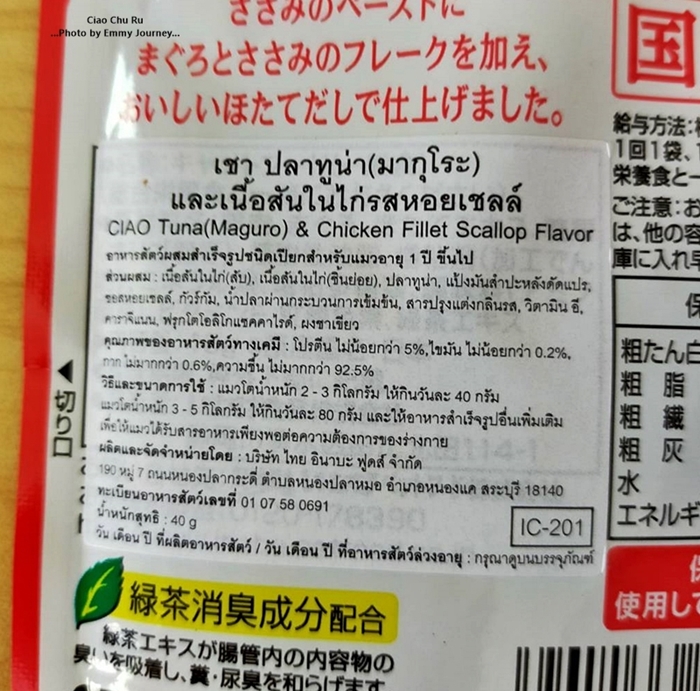 Ciao Chu Ru
...Photo by Emmy Journey...
ささみのペーストに
まぐろとささみのフレークを加え、
おいしいほたてだしで仕上げました。
国
給与方法:
1回1袋、
栄養食と一
ご注意:お
は、他の容
庫に入れ早
เชา ปลาทูน่า(มากุโระ)
และเนื้อสันในไก่รสหอยเชลล์
CIAO Tuna(Maguro) & Chicken Fillet Scallop Flavor
อาหารสัตว์ผสมสำเร็จรูปชนิดเปียกสำหรับแมวอายุ 1 ปี ขึ้นไป
ส่วนผสม : เนื้อสันในไก่(สับ), เนื้อสันในไก่(ชิ้นย่อย), ปลาทูน่า, แป้งมันสำปะหลังดัดแปร,
ซอสหอยเชลล์, กัวร์กัม, น้ำปลาผ่านกระบวนการเข้มข้น, สารปรุงแต่งกลิ่นรส, วิตามิน อี,
คาราจีแนน, ฟรุกโตโอลิโกแซคคาไรด์, ผงชาเขียว
คุณภาพของอาหารสัตว์ทางเคมี : โปรตีน ไม่น้อยกว่า 5%,ไขมัน ไม่น้อยกว่า 0.2%,
กาก ไม่มากกว่า 0.6%,ความชื้น ไม่มากกว่า 92.5%
วิธีและขนาดการใช้ : แมวโตน้ำหนัก 2 - 3 กิโลกรัม ให้กินวันละ 40 กรัม
แมวโตน้ำหนัก 3 - 5 กิโลกรัม ให้กินวันละ 80 กรัม และให้อาหารสำเร็จรูปอื่นเพิ่มเติม
เพื่อให้แมวได้รับสารอาหารเพียงพอต่อความต้องการของร่างกาย
ผลิตและจัดจำหน่ายโดย : บริษัท ไทย อินาบะ ฟูดส์ จำกัด
190 หมู่ 7 ถนนหนองปลากระดี่ ตำบลหนองปลาหมอ อำเภอหนองแค สระบุรี 18140
ทะเบียนอาหารสัตว์เลขที่ 01 07 58 0691
น้ำหนักสุทธิ : 40 g
IC-201
วัน เดือน ปี ที่ผลิตอาหารสัตว์ / วัน เดือน ปี ที่อาหารสัตว์ล่วงอายุ : กรุณาดูบนบรรจุภัณฑ์
切り口
粗たん白
粗 脂
粗 繊
粗 灰
水
エネルギ
使用して
緑茶消臭成分配合
緑茶エキスが腸管内の内容物の
臭いを吸着し、糞・尿臭を和らげます